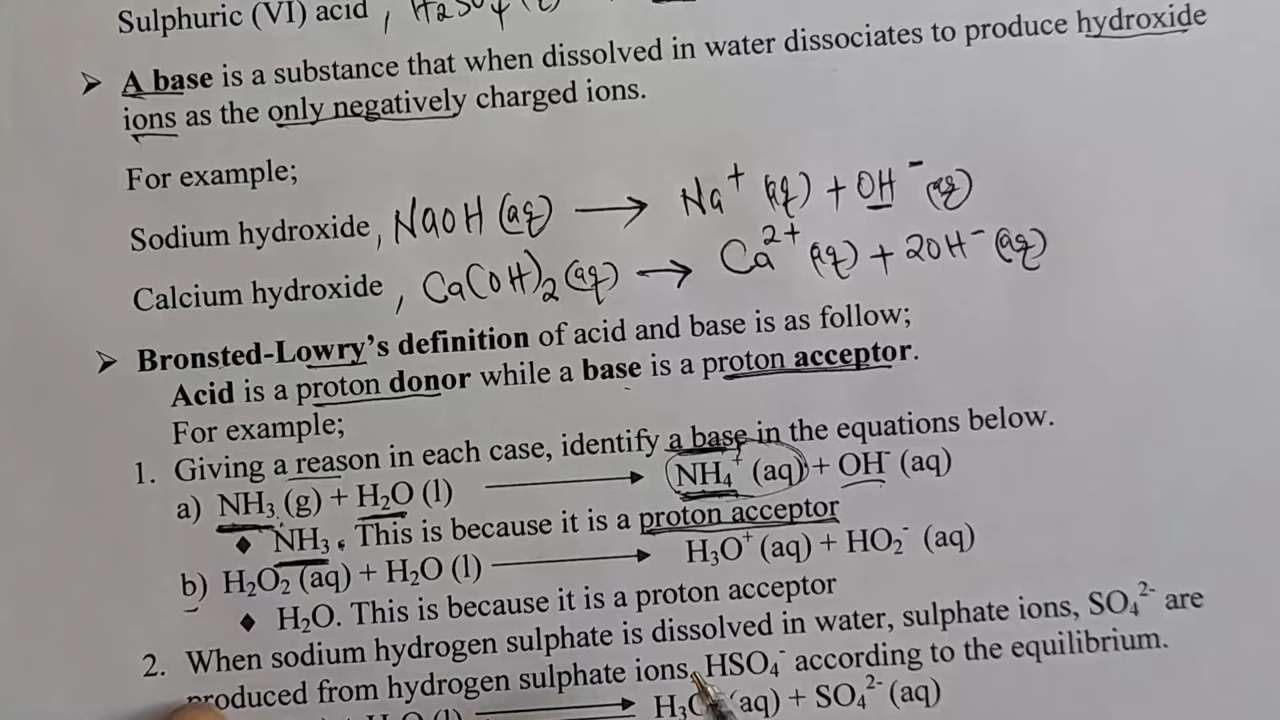 Sulphuric (VI) acid , H₂SO₄ (
➤ A base is a substance that when dissolved in water dissociates to produce hydroxide
ions as the only negatively charged ions.
For example;
Sodium hydroxide , NaOH (aq) → Na⁺ (aq) + OH⁻ (aq)
Calcium hydroxide , Ca(OH)₂ (aq) → Ca²⁺ (aq) + 2OH⁻ (aq)
➤ Bronsted-Lowry's definition of acid and base is as follow;
Acid is a proton donor while a base is a proton acceptor.
For example;
1. Giving a reason in each case, identify a base in the equations below.
a) NH₃ (g) + H₂O (l) → NH₄⁺ (aq) + OH⁻ (aq)
♦ NH₃ . This is because it is a proton acceptor
b) H₂O₂ (aq) + H₂O (l) → H₃O⁺ (aq) + HO₂⁻ (aq)
♦ H₂O. This is because it is a proton acceptor
2. When sodium hydrogen sulphate is dissolved in water, sulphate ions, SO₄²⁻ are
produced from hydrogen sulphate ions, HSO₄⁻ according to the equilibrium.
H₂O (l) → H₃O (aq) + SO₄²⁻ (aq)